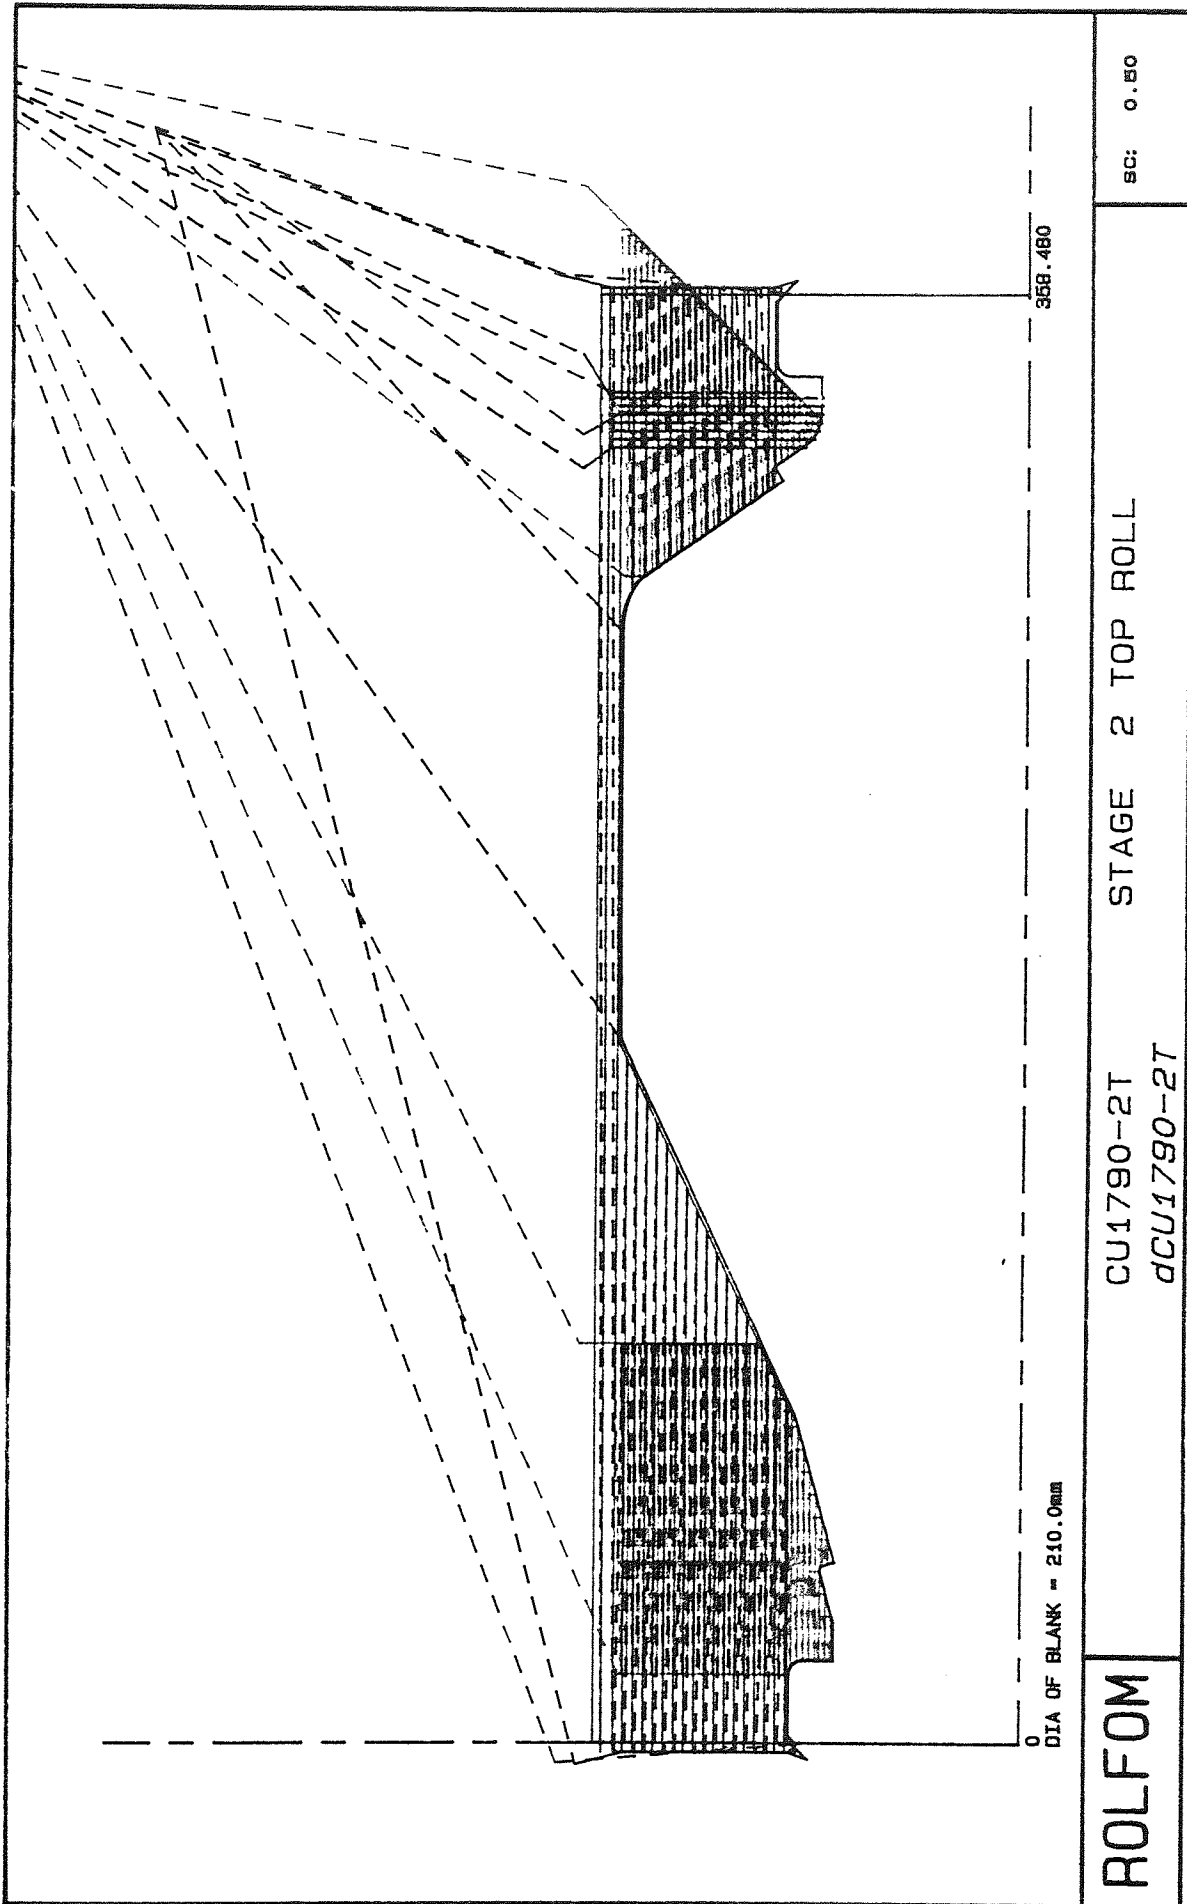 ROLFOM
CU1790-2T STAGE 2 TOP ROLL
dCU1790-2T
SC: 0.50
0
DIA OF BLANK = 210.0mm
358.480